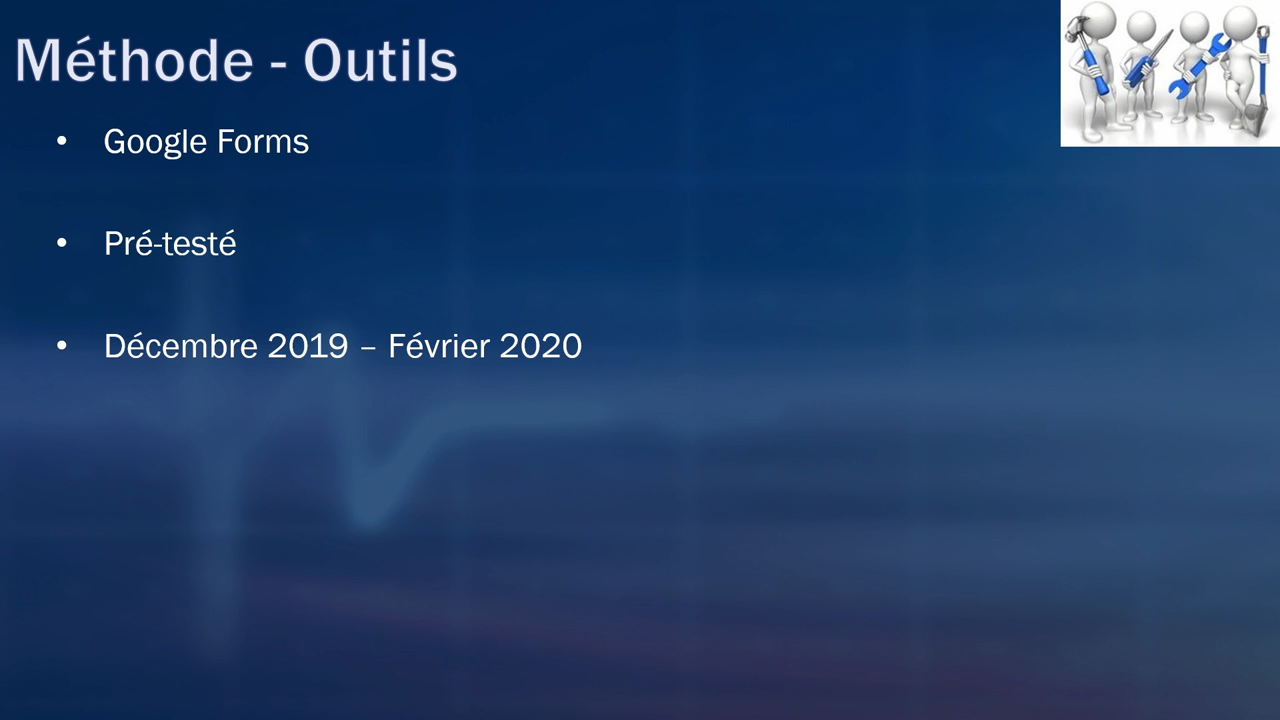 Méthode - Outils
• Google Forms
• Pré-testé
• Décembre 2019 – Février 2020